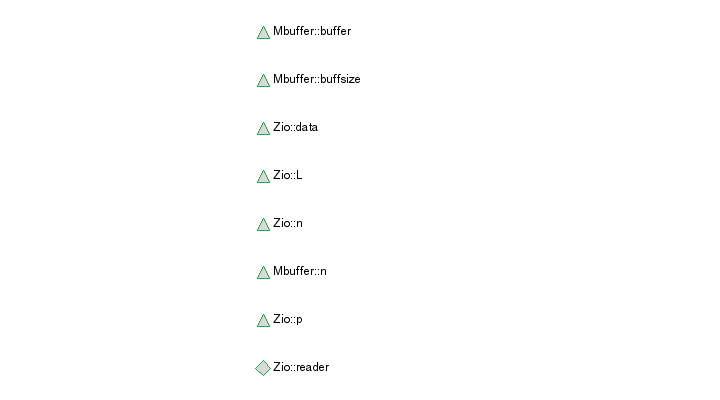 Mbuffer::buffer
Mbuffer::buffsize
Zio::data
Zio::L
Zio::n
Mbuffer::n
Zio::p
Zio::reader